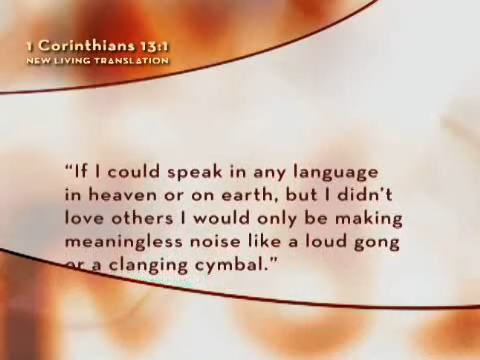 1 Corinthians 13:1
NEW LIVING TRANSLATION
“If I could speak in any language
in heaven or on earth, but I didn’t
love others I would only be making
meaningless noise like a loud gong
or a clanging cymbal.”